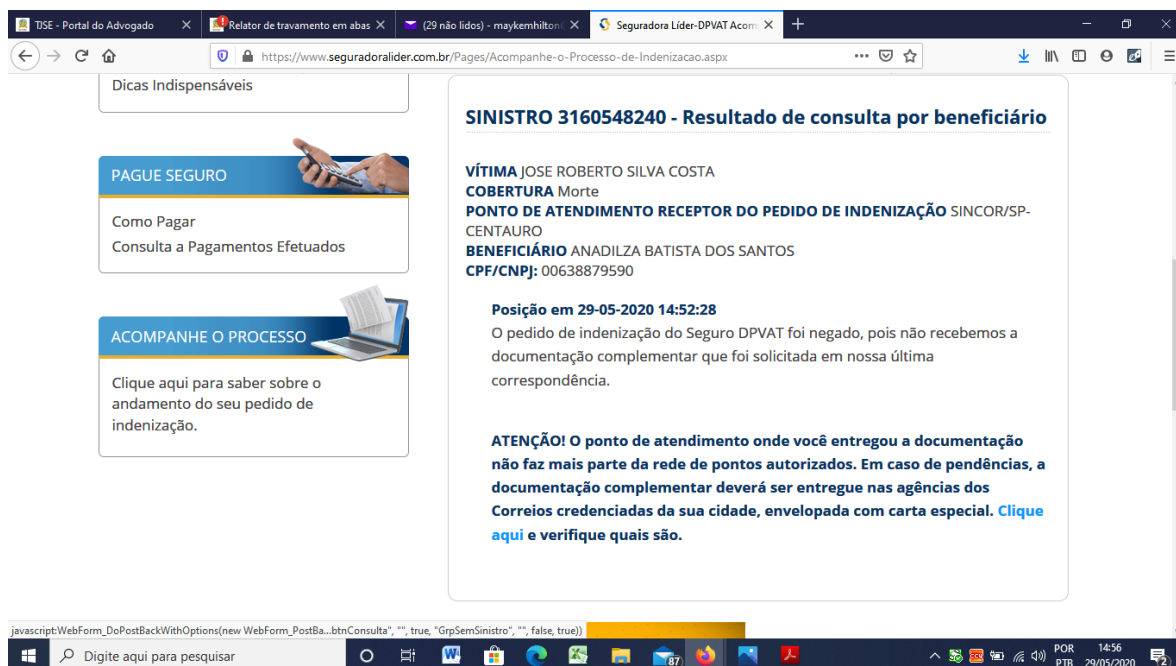 TJSE - Portal do Advogado
Relator de travamento em abas
(29 não lidos) - maykemhilton(
Seguradora Líder-DPVAT Acom
https://www.seguradoralider.com.br/Pages/Acompanhe-o-Processo-de-Indenizacao.aspx
Dicas Indispensáveis
PAGUE SEGURO
Como Pagar
Consulta a Pagamentos Efetuados
ACOMPANHE O PROCESSO
Clique aqui para saber sobre o
andamento do seu pedido de
indenização.
SINISTRO 3160548240 - Resultado de consulta por beneficiário
VÍTIMA JOSE ROBERTO SILVA COSTA
COBERTURA Morte
PONTO DE ATENDIMENTO RECEPTOR DO PEDIDO DE INDENIZAÇÃO SINCOR/SP-
CENTAURO
BENEFICIÁRIO ANADILZA BATISTA DOS SANTOS
CPF/CNPJ: 00638879590
Posição em 29-05-2020 14:52:28
O pedido de indenização do Seguro DPVAT foi negado, pois não recebemos a
documentação complementar que foi solicitada em nossa última
correspondência.
ATENÇÃO! O ponto de atendimento onde você entregou a documentação
não faz mais parte da rede de pontos autorizados. Em caso de pendências, a
documentação complementar deverá ser entregue nas agências dos
Correios credenciadas da sua cidade, envelopada com carta especial. Clique
aqui e verifique quais são.
javascript:WebForm_DoPostBackWithOptions(new WebForm_PostBa...btnConsulta", "", true, "GrpSemSinistro", "", false, true))
Digite aqui para pesquisar
87
POR
PTB
14:56
29/05/2020
2